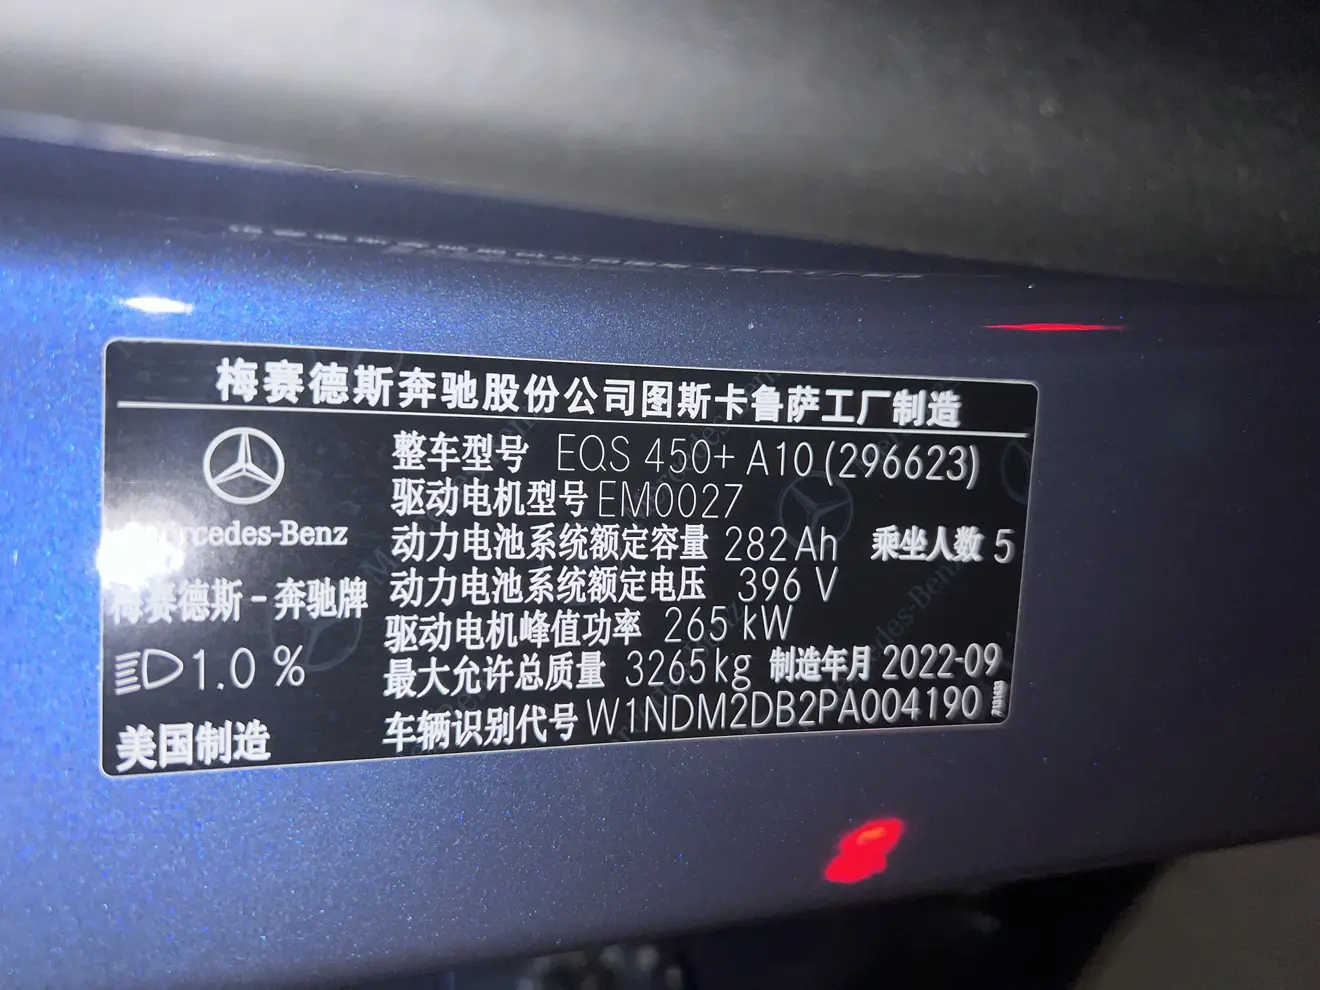 梅赛德斯奔驰股份公司图斯卡鲁萨工厂制造
整车型号 EQS 450+ A10 (296623)
驱动电机型号 EM0027
动力电池系统额定容量 282 Ah 乘坐人数 5
动力电池系统额定电压 396 V
驱动电机峰值功率 265 kW
最大允许总质量 3265 kg 制造年月 2022-09
车辆识别代号 W1NDM2DB2PA004190
Mercedes-Benz
梅赛德斯-奔驰牌
1.0 %
美国制造